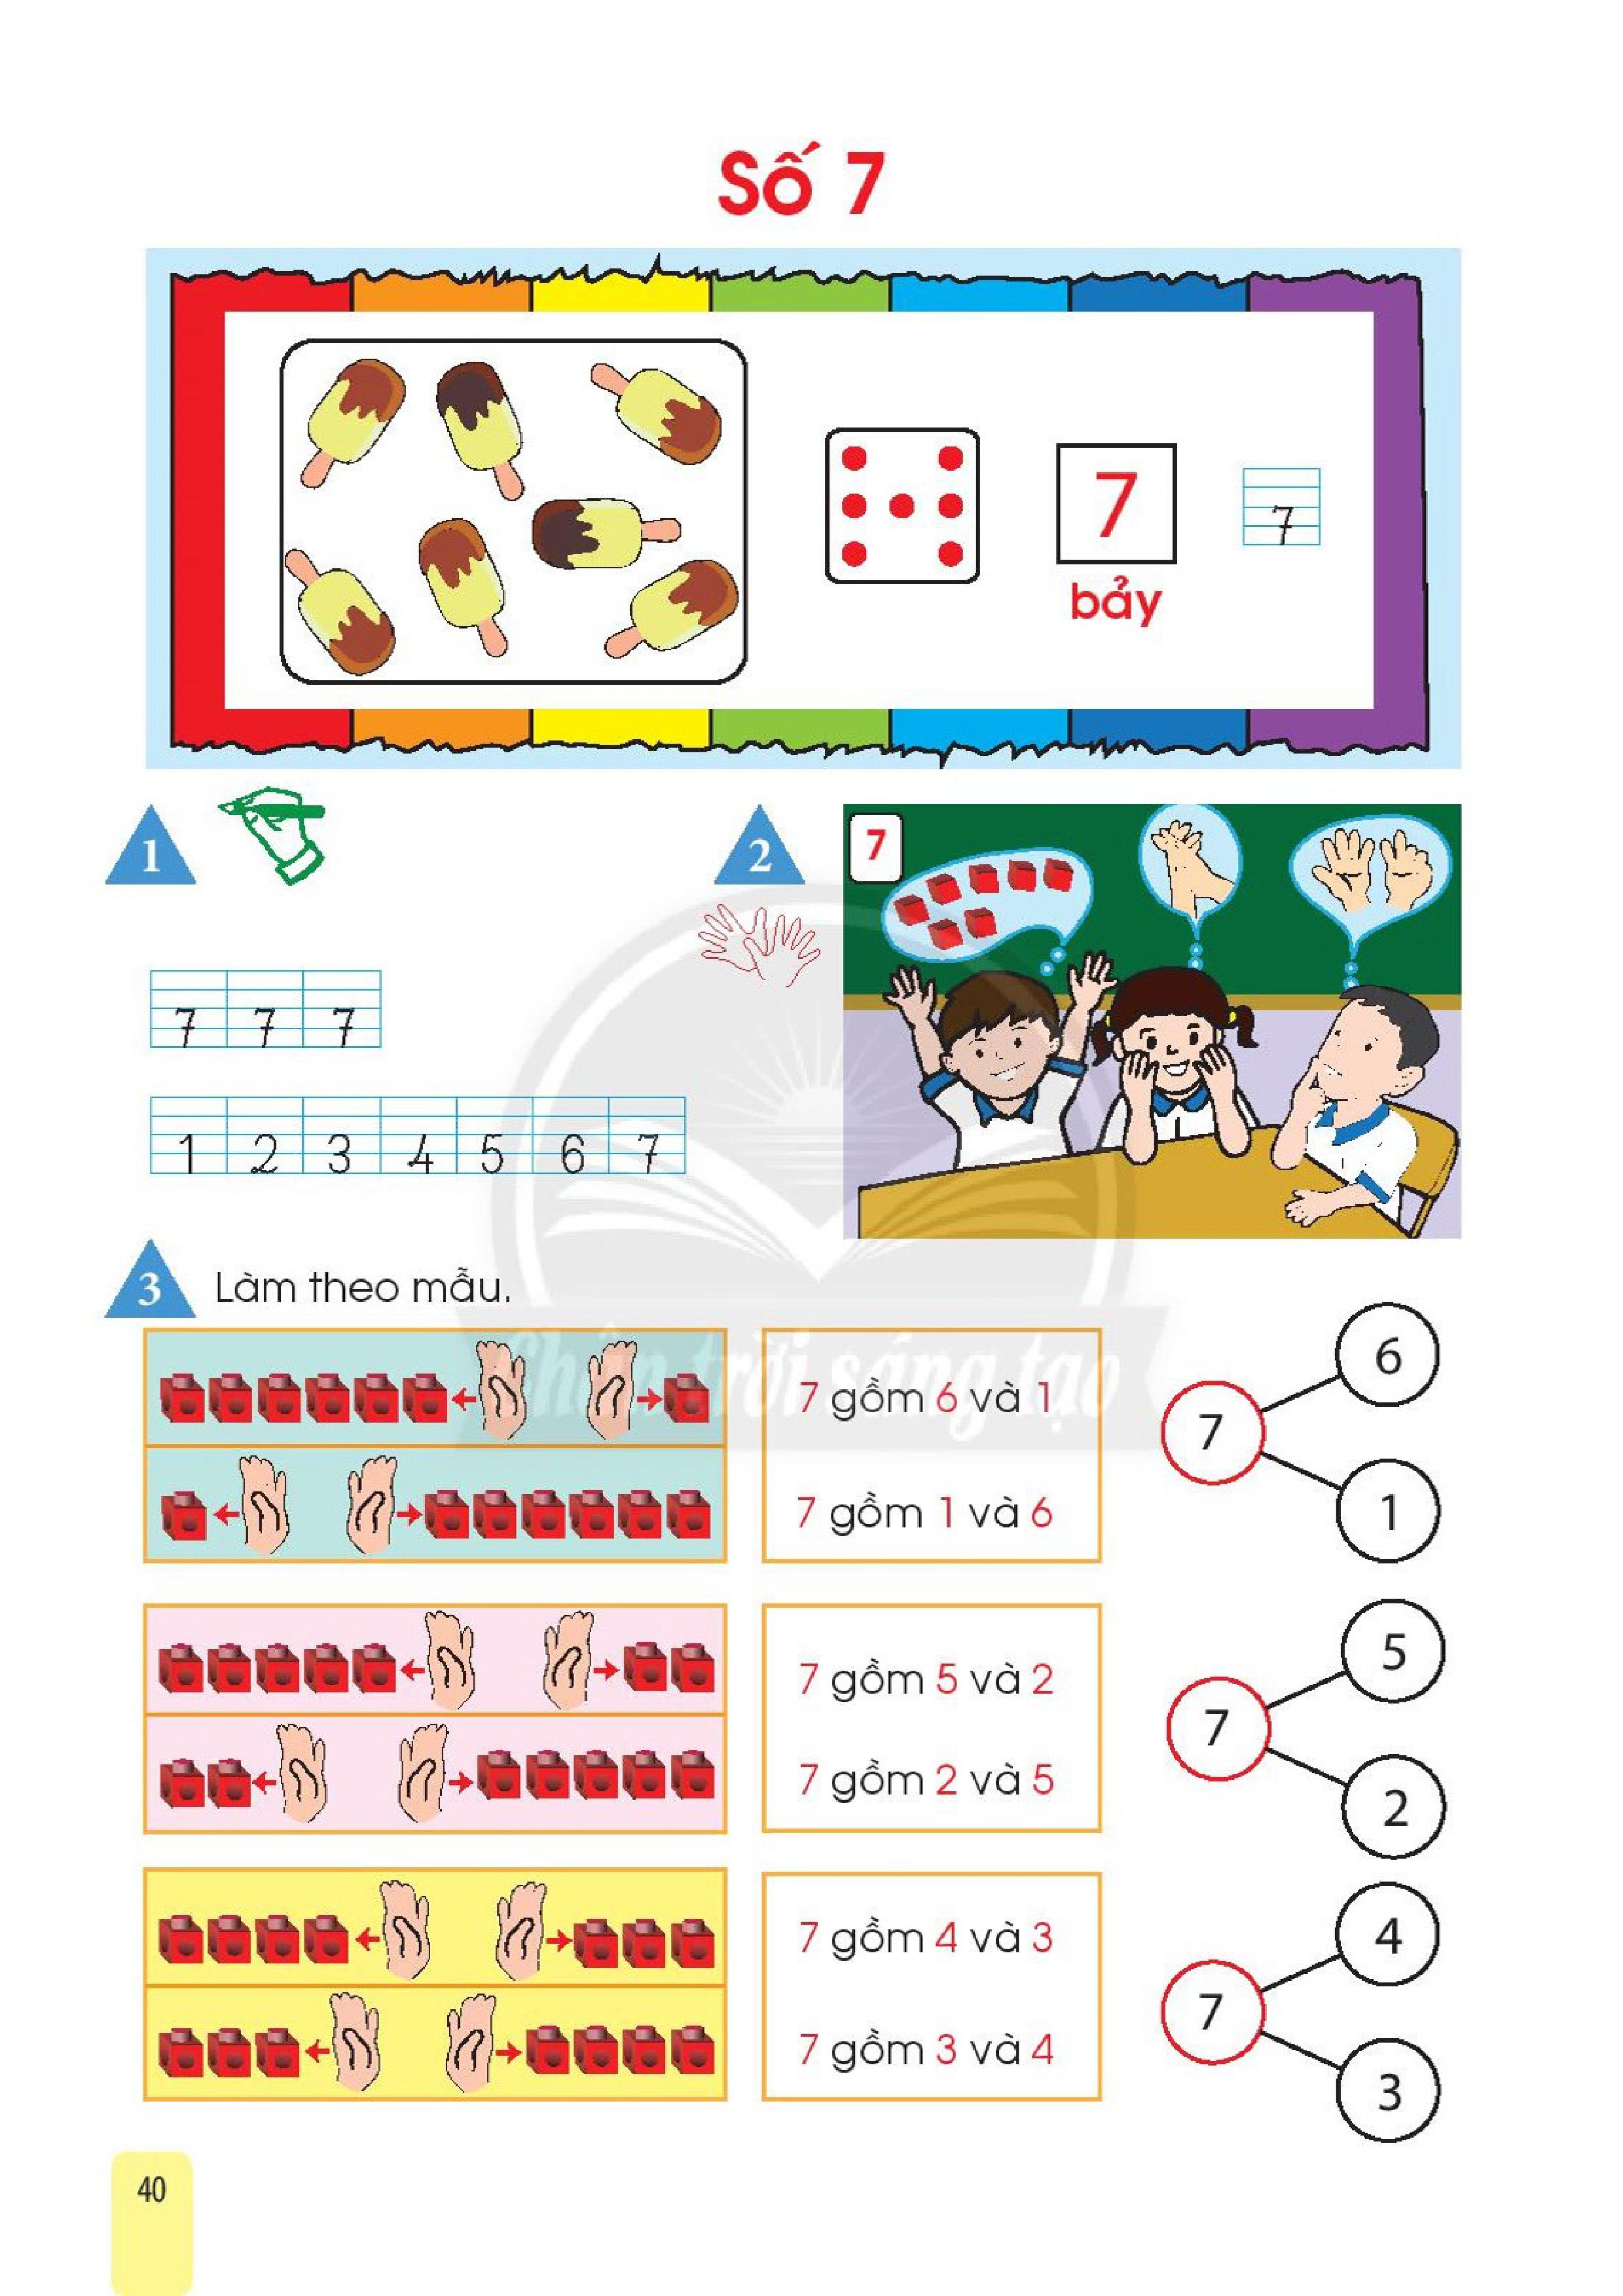 Số 7
7
7
bảy
1
2
7
7 7 7
1 2 3 4 5 6 7
3 Làm theo mẫu.
Chân trời sáng tạo
7 gồm 6 và 1
7 gồm 1 và 6
7
6
1
7 gồm 5 và 2
7 gồm 2 và 5
7
5
2
7 gồm 4 và 3
7 gồm 3 và 4
7
4
3
40